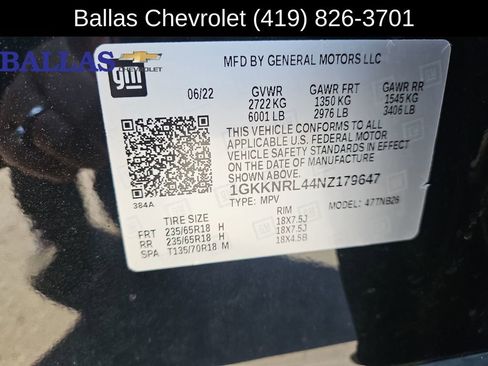 Ballas Chevrolet (419) 826-3701
BALLAS
CHEVROLET
gm
MFD BY GENERAL MOTORS LLC
06/22 GVWR GAWR FRT GAWR RR
2722 KG 1350 KG 1545 KG
6001 LB 2976 LB 3406 LB
THIS VEHICLE CONFORMS TO ALL
APPLICABLE U.S. FEDERAL MOTOR
VEHICLE SAFETY STANDARDS IN
EFFECT ON THE DATE OF MANUFACTURE
SHOWN ABOVE.
1GKKNRL44NZ179647
384A
TYPE: MPV MODEL: 4TTNB26
TIRE SIZE RIM
FRT 235/65R18 H 18X7.5J
RR 235/65R18 H 18X7.5J
SPA T135/70R18 M 18X4.5B